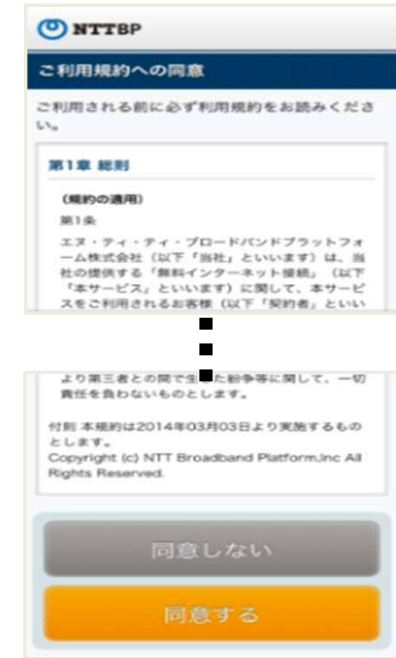 NTTBP
ご利用規約への同意
ご利用される前に必ず利用規約をお読みくださ
い。
第1章 総則
(規約の適用)
第1条
エヌ・ティ・ティ・ブロードバンドプラットフォ
ーム株式会社（以下「当社」といいます）は、当
社の提供する「無料インターネット接続」（以下
「本サービス」といいます）に関して、本サービ
スをご利用されるお客様（以下「契約者」といい
より第三者との間で生じた紛争等に関して、一切
責任を負わないものとします。
付則 本規約は2014年03月03日より実施するもの
とします。
Copyright (c) NTT Broadband Platform,Inc All
Rights Reserved.
同意しない
同意する